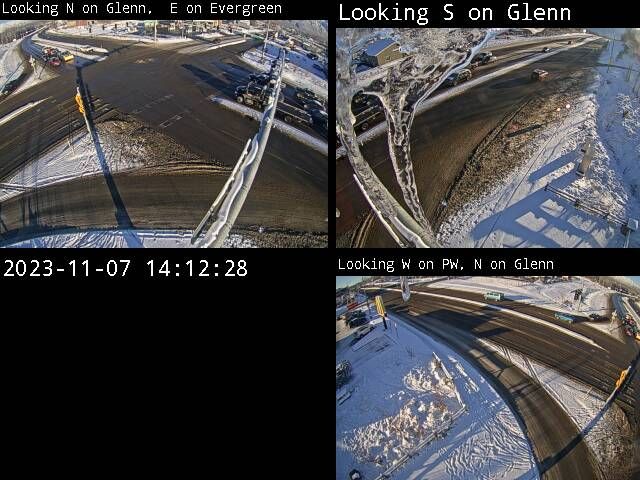 Looking N on Glenn,  E on Evergreen
Looking S on Glenn
2023-11-07 14:12:28
Looking W on PW, N on Glenn